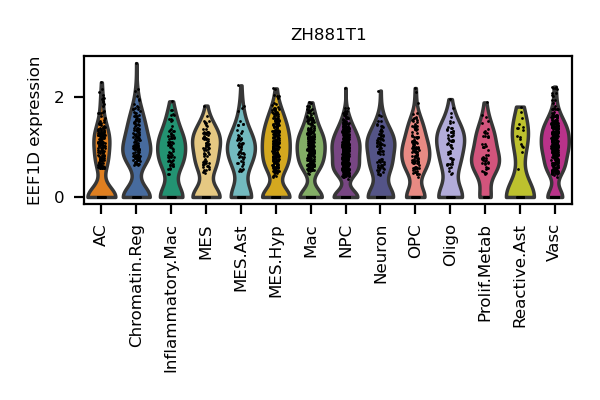 ZH881T1
EEF1D expression
2
0
AC
Chromatin.Reg
Inflammatory.Mac
MES
MES.Ast
MES.Hyp
Mac
NPC
Neuron
OPC
Oligo
Prolif.Metab
Reactive.Ast
Vasc